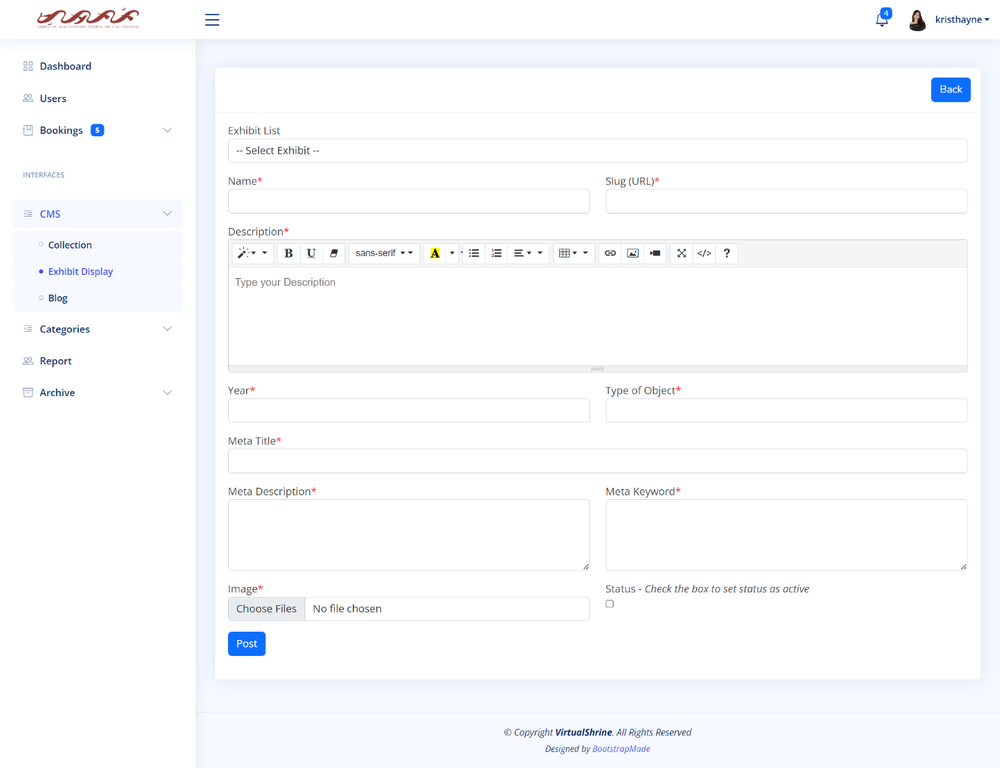 4
kristhayne
Dashboard
Users
Bookings 5
INTERFACES
CMS
Collection
Exhibit Display
Blog
Categories
Report
Archive
Back
Exhibit List
-- Select Exhibit --
Name*
Slug (URL)*
Description*
B U sans-serif A </> ?
Type your Description
Year*
Type of Object*
Meta Title*
Meta Description*
Meta Keyword*
Image*
Choose Files No file chosen
Status - Check the box to set status as active
Post
© Copyright VirtualShrine. All Rights Reserved
Designed by BootstrapMade